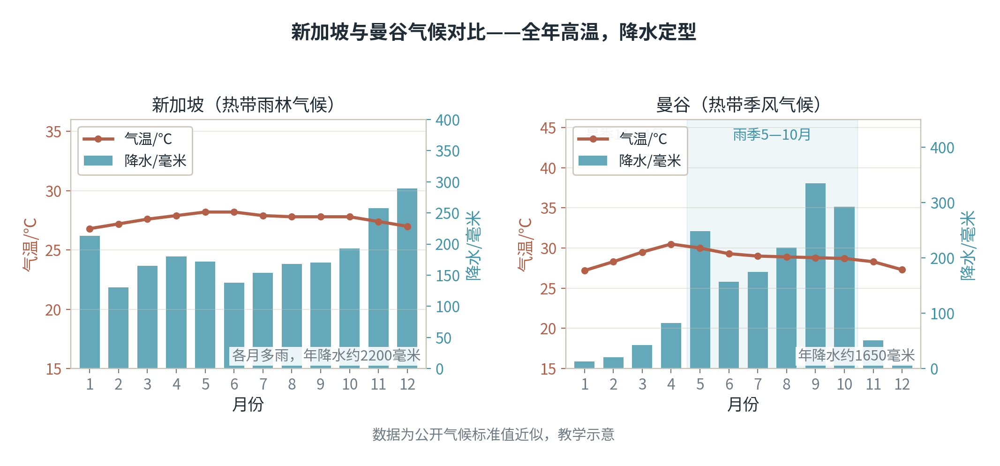 新加坡与曼谷气候对比——全年高温，降水定型
新加坡（热带雨林气候）
气温/°C
降水/毫米
35
30
25
20
15
气温/°C
400
350
300
250
200
150
100
50
0
降水/毫米
各月多雨，年降水约2200毫米
1 2 3 4 5 6 7 8 9 10 11 12
月份
曼谷（热带季风气候）
气温/°C
降水/毫米
雨季5—10月
45
40
35
30
25
20
15
气温/°C
400
300
200
100
0
降水/毫米
年降水约1650毫米
1 2 3 4 5 6 7 8 9 10 11 12
月份
数据为公开气候标准值近似，教学示意